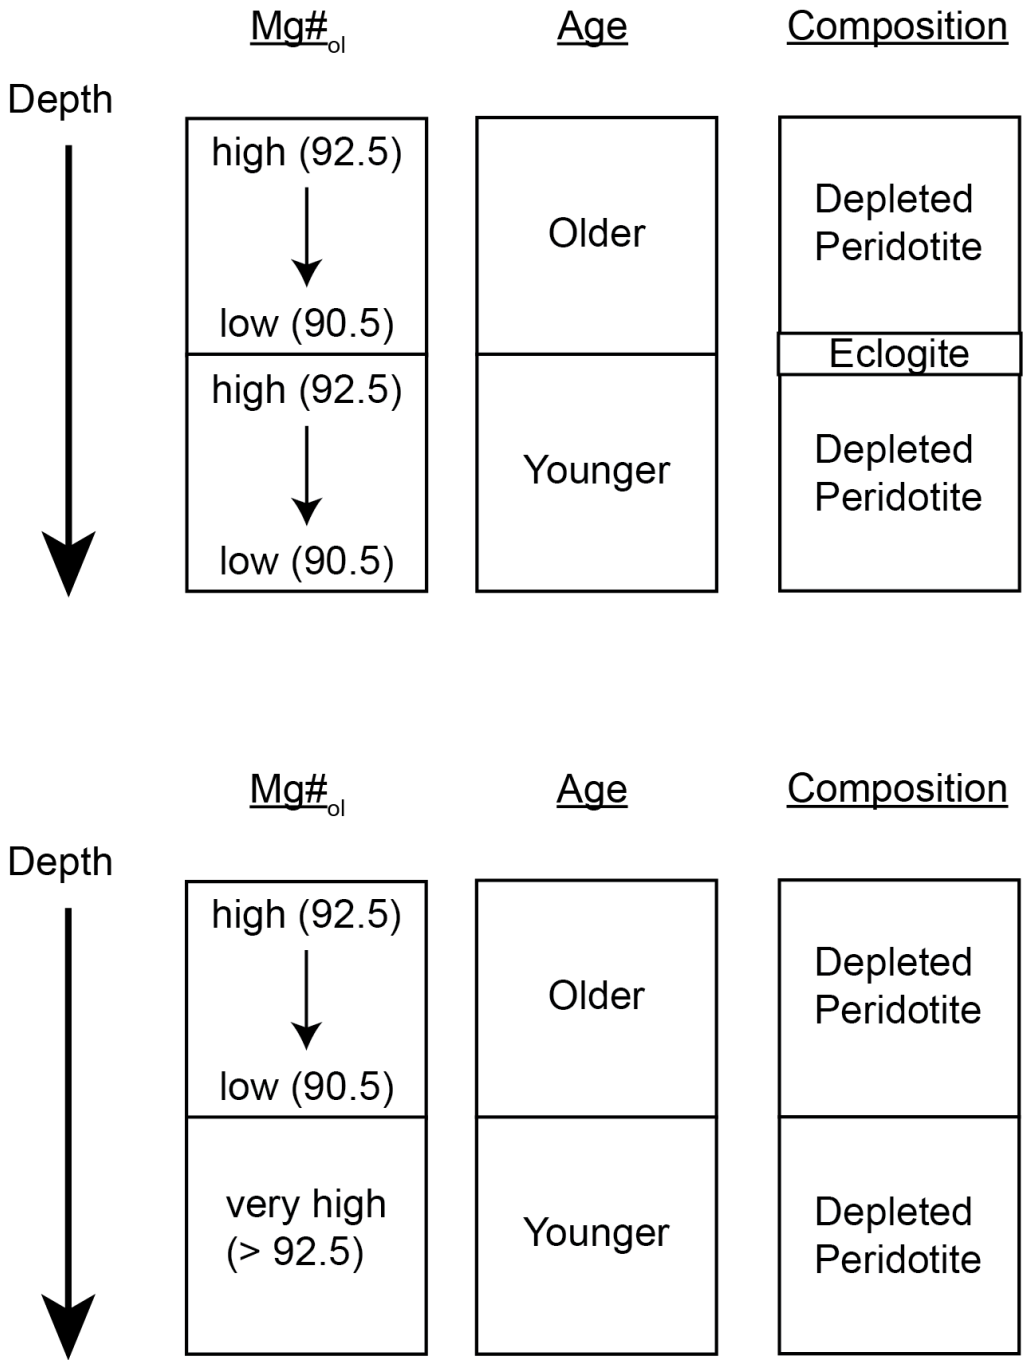 Mg#ol Age Composition
Depth
high (92.5)
Older
Depleted
Peridotite
low (90.5)
Eclogite
high (92.5)
Younger
Depleted
Peridotite
low (90.5)
Mg#ol Age Composition
Depth
high (92.5)
Older
Depleted
Peridotite
low (90.5)
very high
(> 92.5)
Younger
Depleted
Peridotite